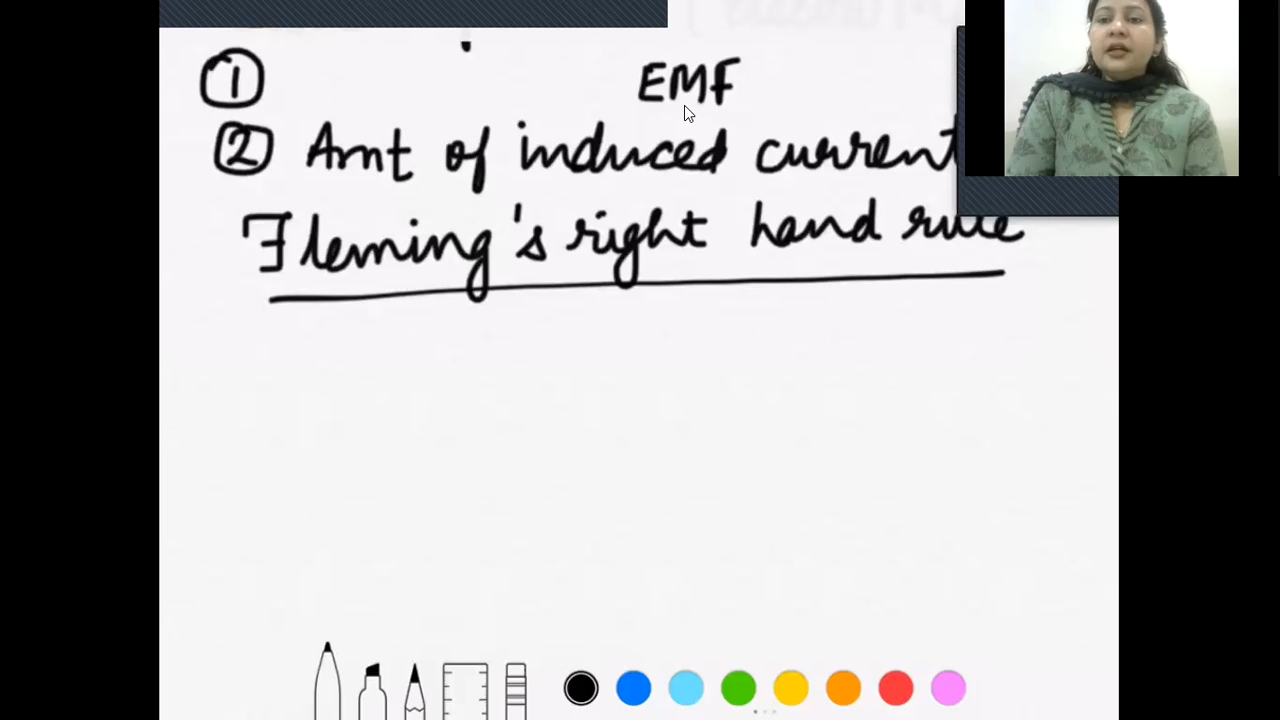 ① EMF
② Amt of induced current
Fleming's right hand rule